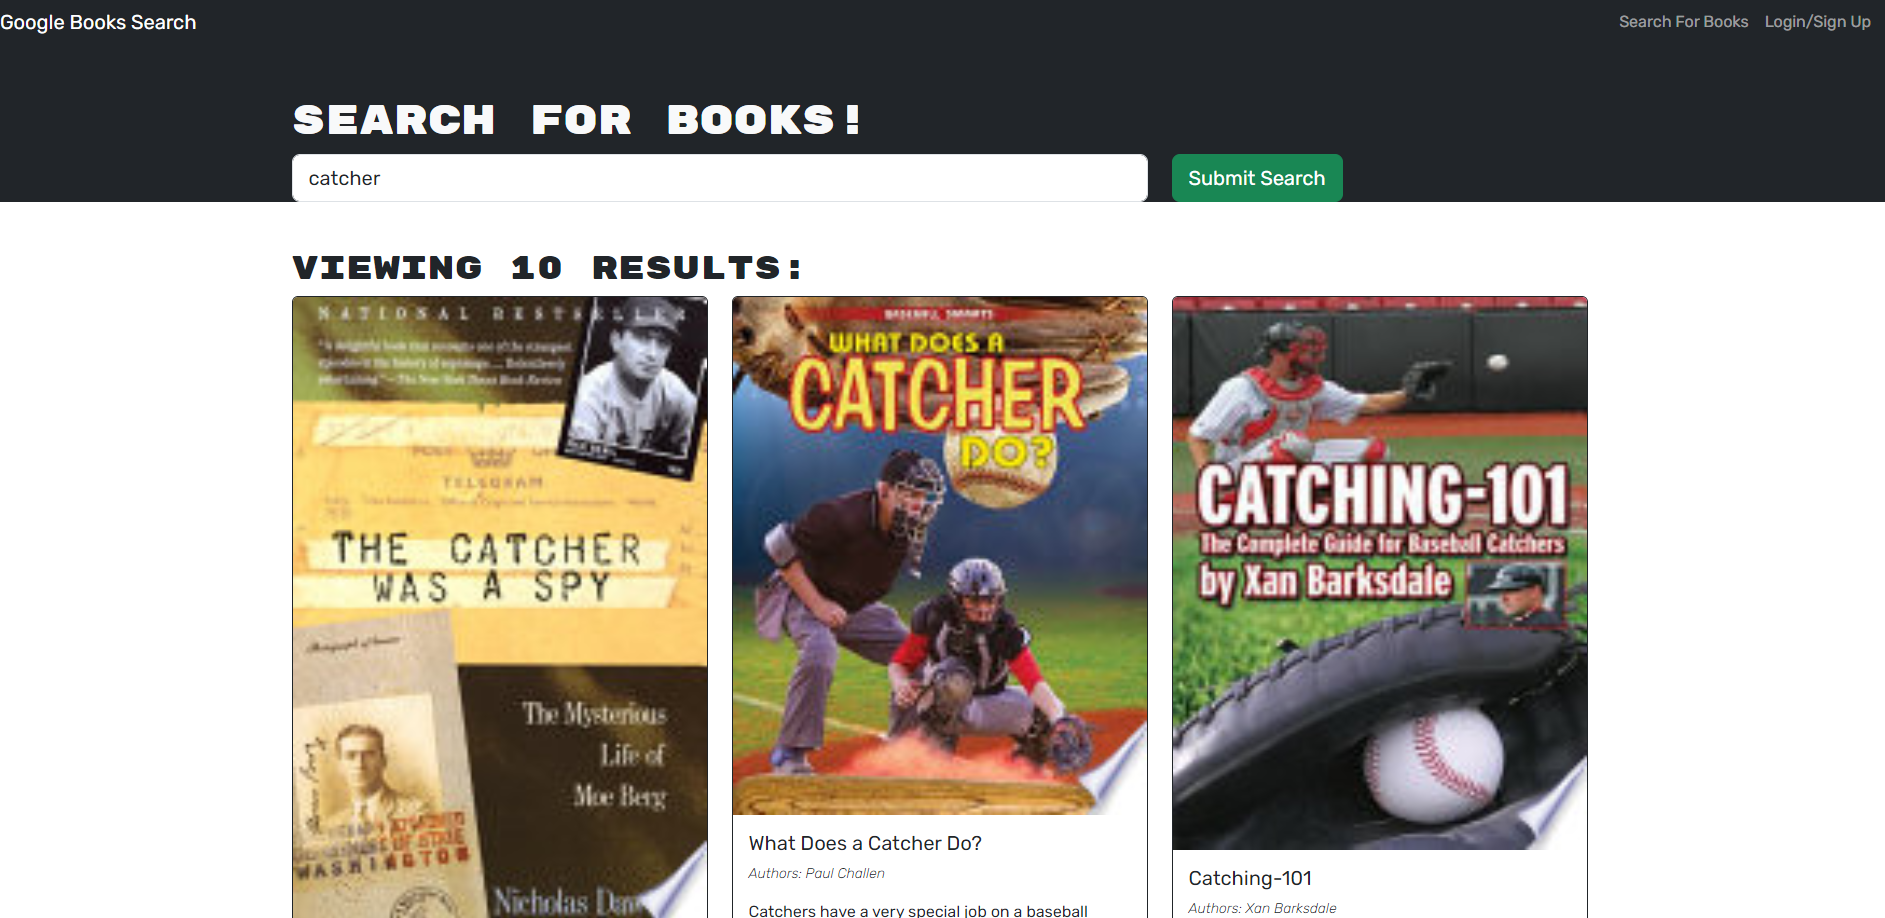 Google Books Search
Search For Books
Login/Sign Up
SEARCH FOR BOOKS!
catcher
Submit Search
VIEWING 10 RESULTS:
NATIONAL BESTSELLER
TELEGRAM
THE CATCHER
WAS A SPY
The Mysterious
Life of
Moe Berg
WASHINGTON
Nicholas
BASEBALL SMARTS
WHAT DOES A
CATCHER
DO?
What Does a Catcher Do?
Authors: Paul Challen
Catchers have a very special job on a baseball
CATCHING-101
The Complete Guide for Baseball Catchers
by Xan Barksdale
Catching-101
Authors: Xan Barksdale